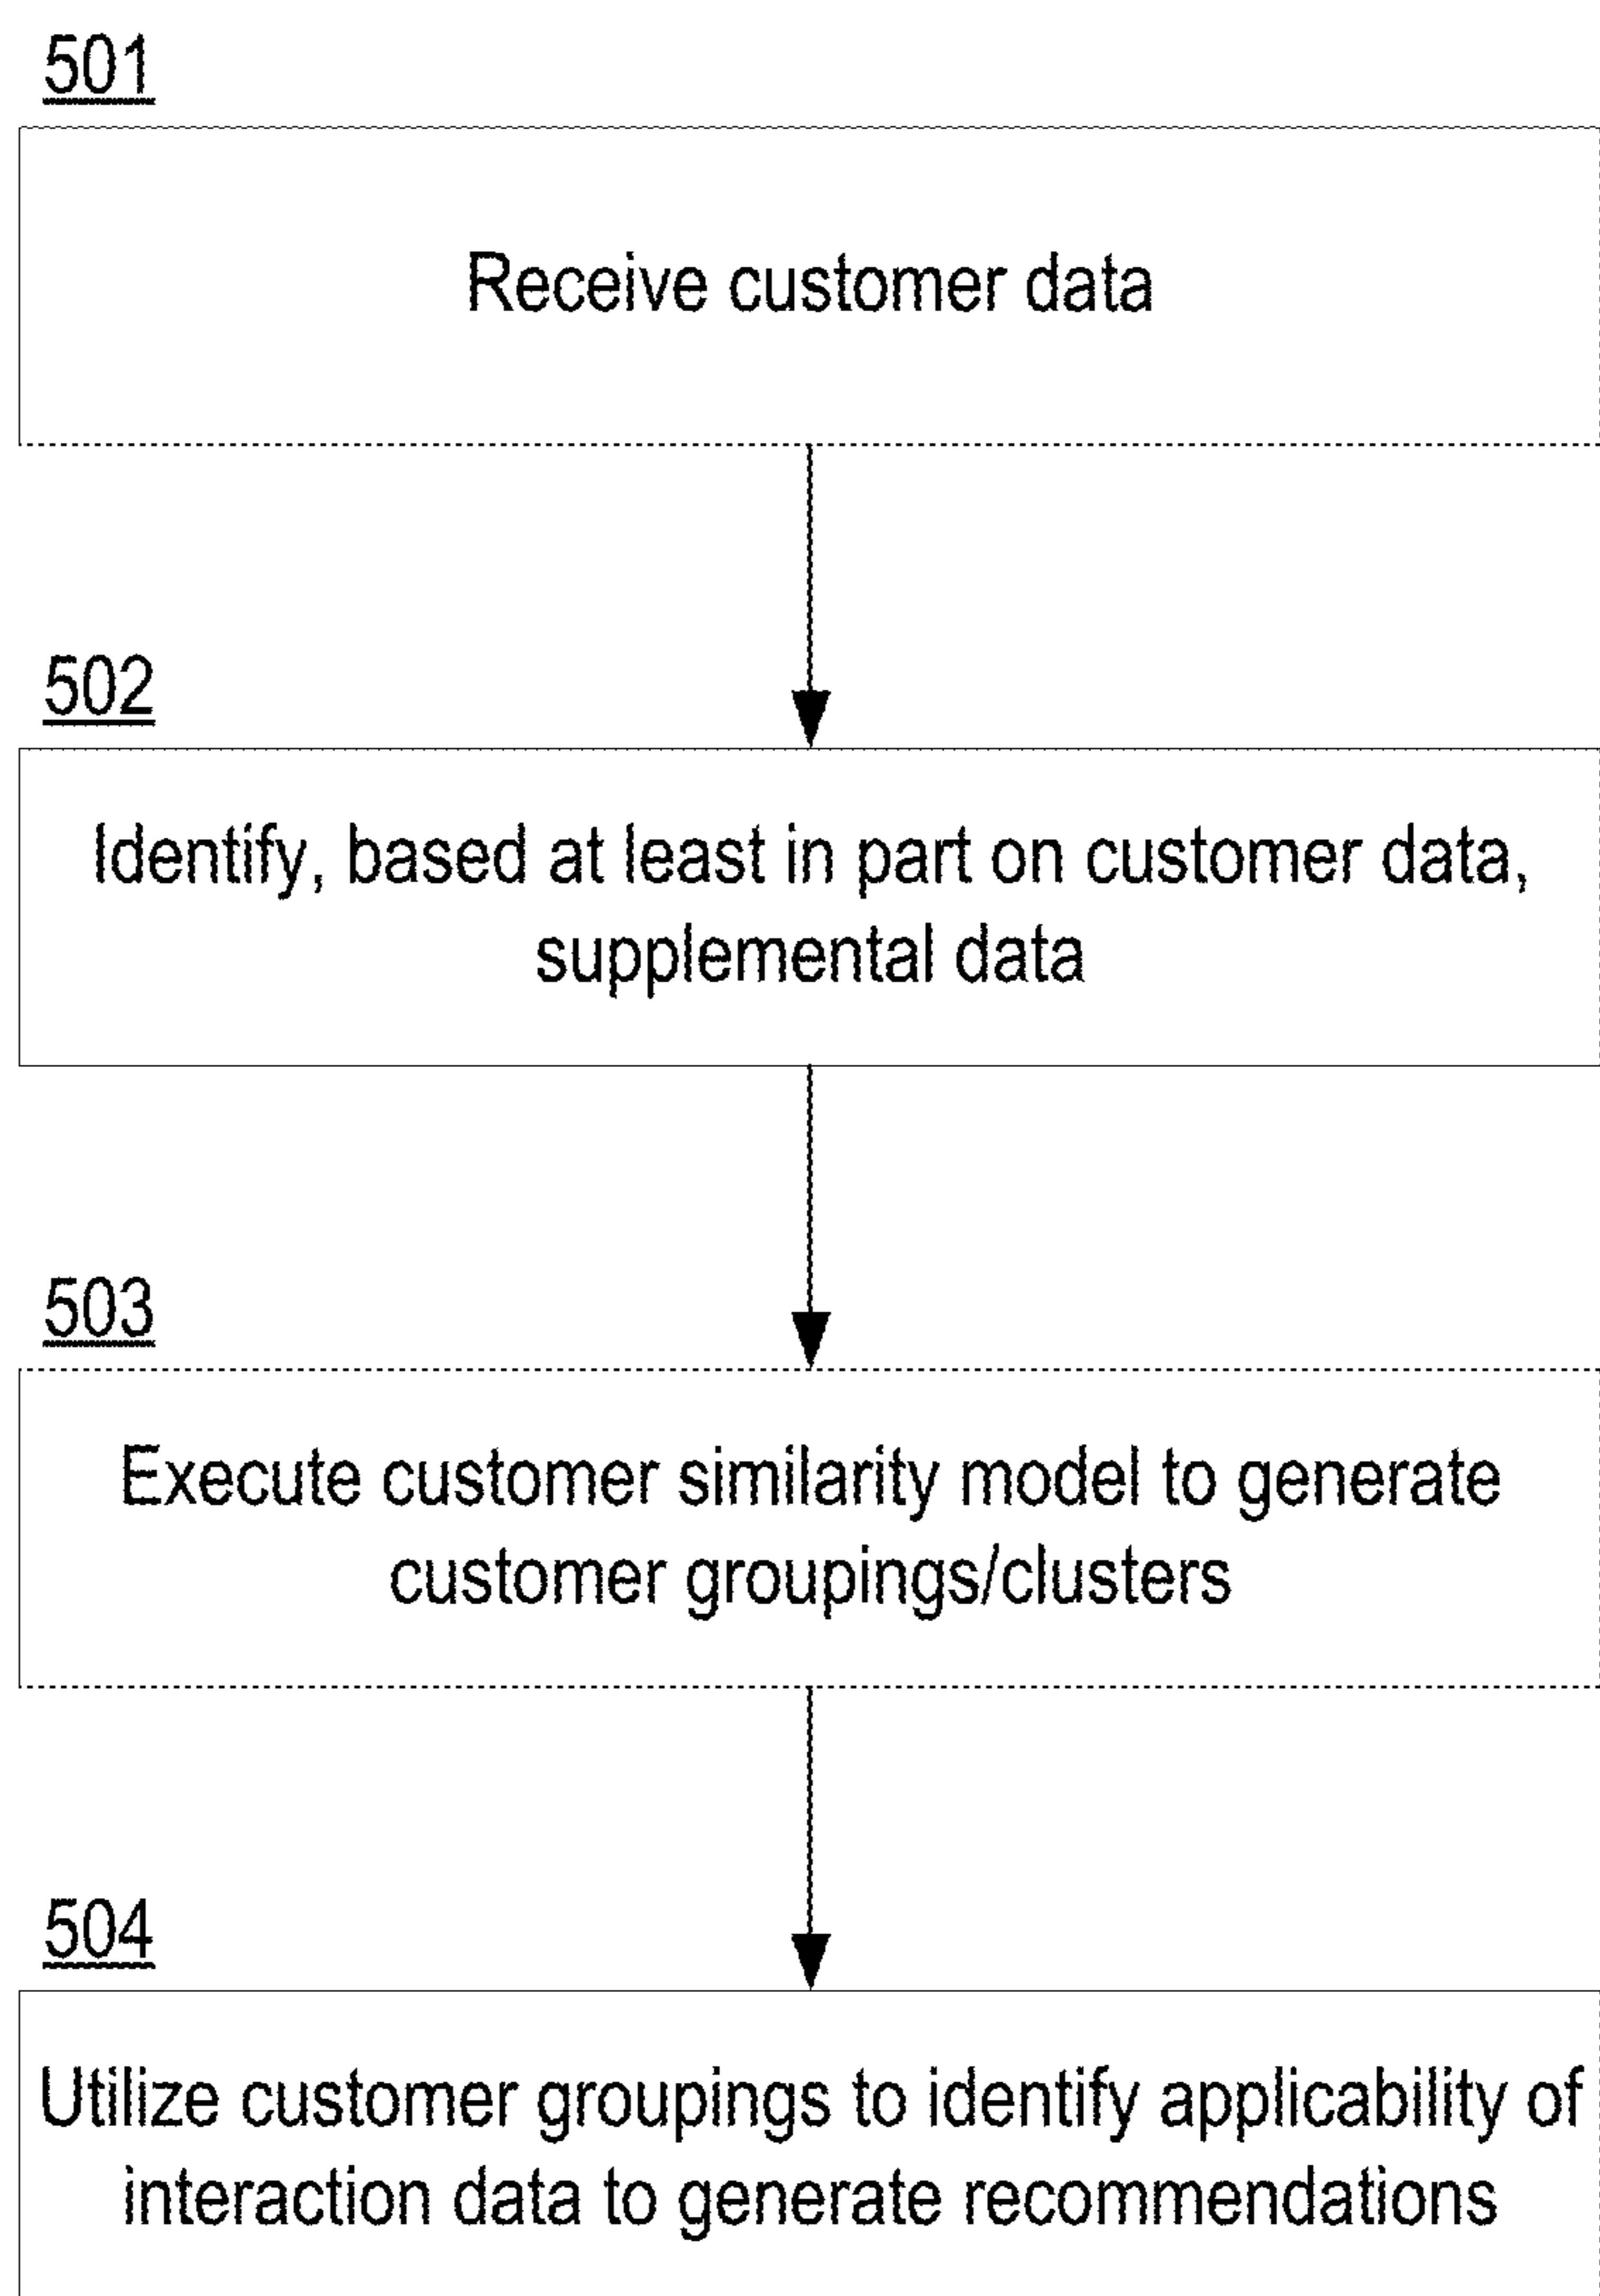 501
Receive customer data
502
Identify, based at least in part on customer data,
supplemental data
503
Execute customer similarity model to generate
customer groupings/clusters
504
Utilize customer groupings to identify applicability of
interaction data to generate recommendations